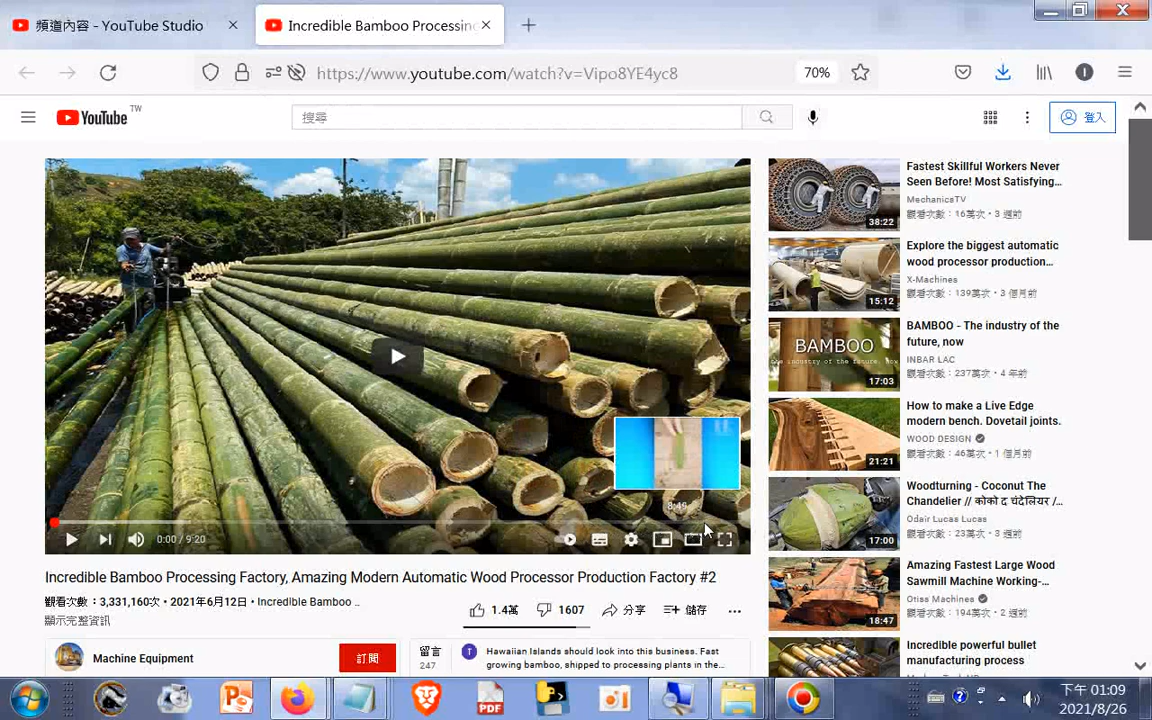 頻道內容 - YouTube Studio
Incredible Bamboo Processing
https://www.youtube.com/watch?v=Vipo8YE4yc8
70%
YouTube TW
搜尋
登入
8:49
0:00 / 9:20
Incredible Bamboo Processing Factory, Amazing Modern Automatic Wood Processor Production Factory #2
觀看次數：3,331,160次 • 2021年6月12日 • Incredible Bamboo ..
顯示完整資訊
1.4萬
1607
分享
儲存
Machine Equipment
訂閱
留言
247
T
Hawaiian Islands should look into this business. Fast
growing bamboo, shipped to processing plants in the...
38:22
Fastest Skillful Workers Never
Seen Before! Most Satisfying...
MechanicsTV
觀看次數：16萬次 • 3 週前
15:12
Explore the biggest automatic
wood processor production...
X-Machines
觀看次數：139萬次 • 3 個月前
BAMBOO
the industry of the future, now
17:03
BAMBOO - The industry of the
future, now
INBAR LAC
觀看次數：237萬次 • 4 年前
21:21
How to make a Live Edge
modern bench. Dovetail joints.
WOOD DESIGN
觀看次數：46萬次 • 1 個月前
17:00
Woodturning - Coconut The
Chandelier // कोको द चंदेलियर /...
Odair Lucas Lucas
觀看次數：23萬次 • 3 週前
18:47
Amazing Fastest Large Wood
Sawmill Machine Working-...
Otiss Machines
觀看次數：194萬次 • 2 週前
Incredible powerful bullet
manufacturing process
PDF
下午 01:09
2021/8/26